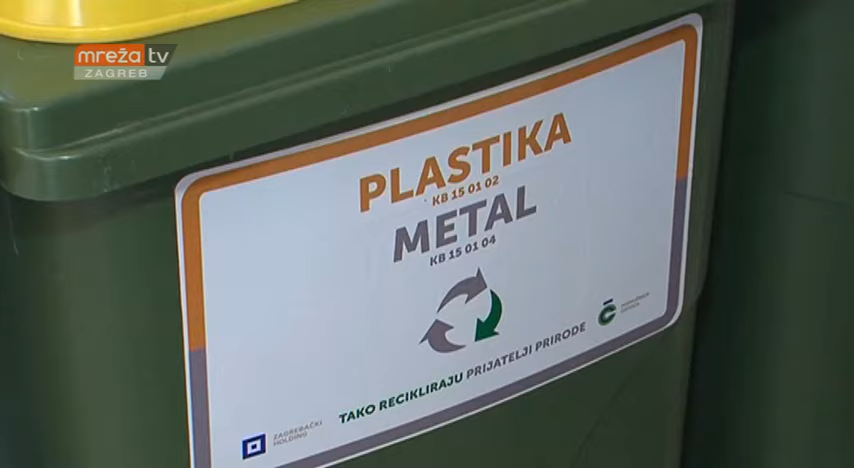 mreža tv
ZAGREB
PLASTIKA
KB 15 01 02
METAL
KB 15 01 04
TAKO RECIKLIRAJU PRIJATELJI PRIRODE
ZAGREBAČKI
HOLDING